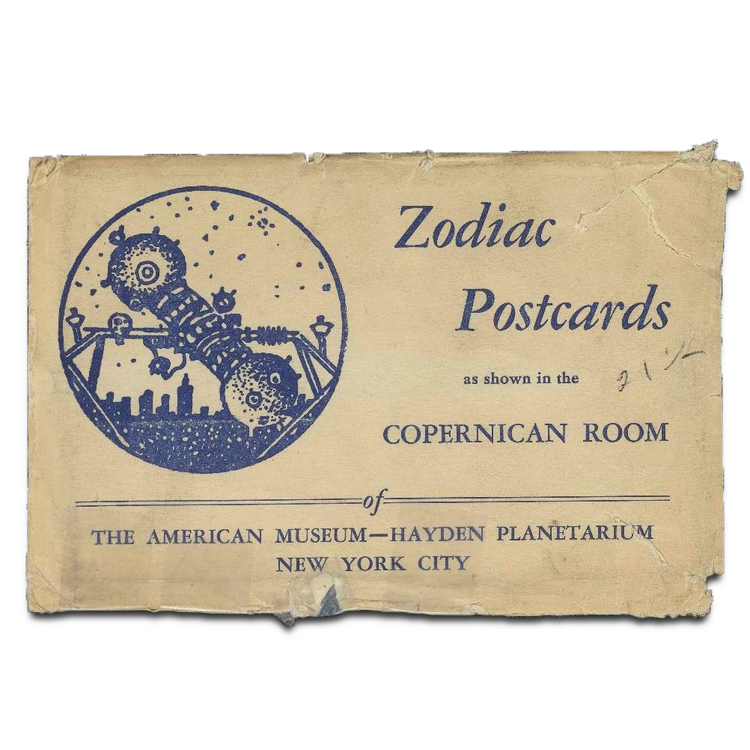 Zodiac
Postcards
as shown in the
COPERNICAN ROOM
of
THE AMERICAN MUSEUM—HAYDEN PLANETARIUM
NEW YORK CITY